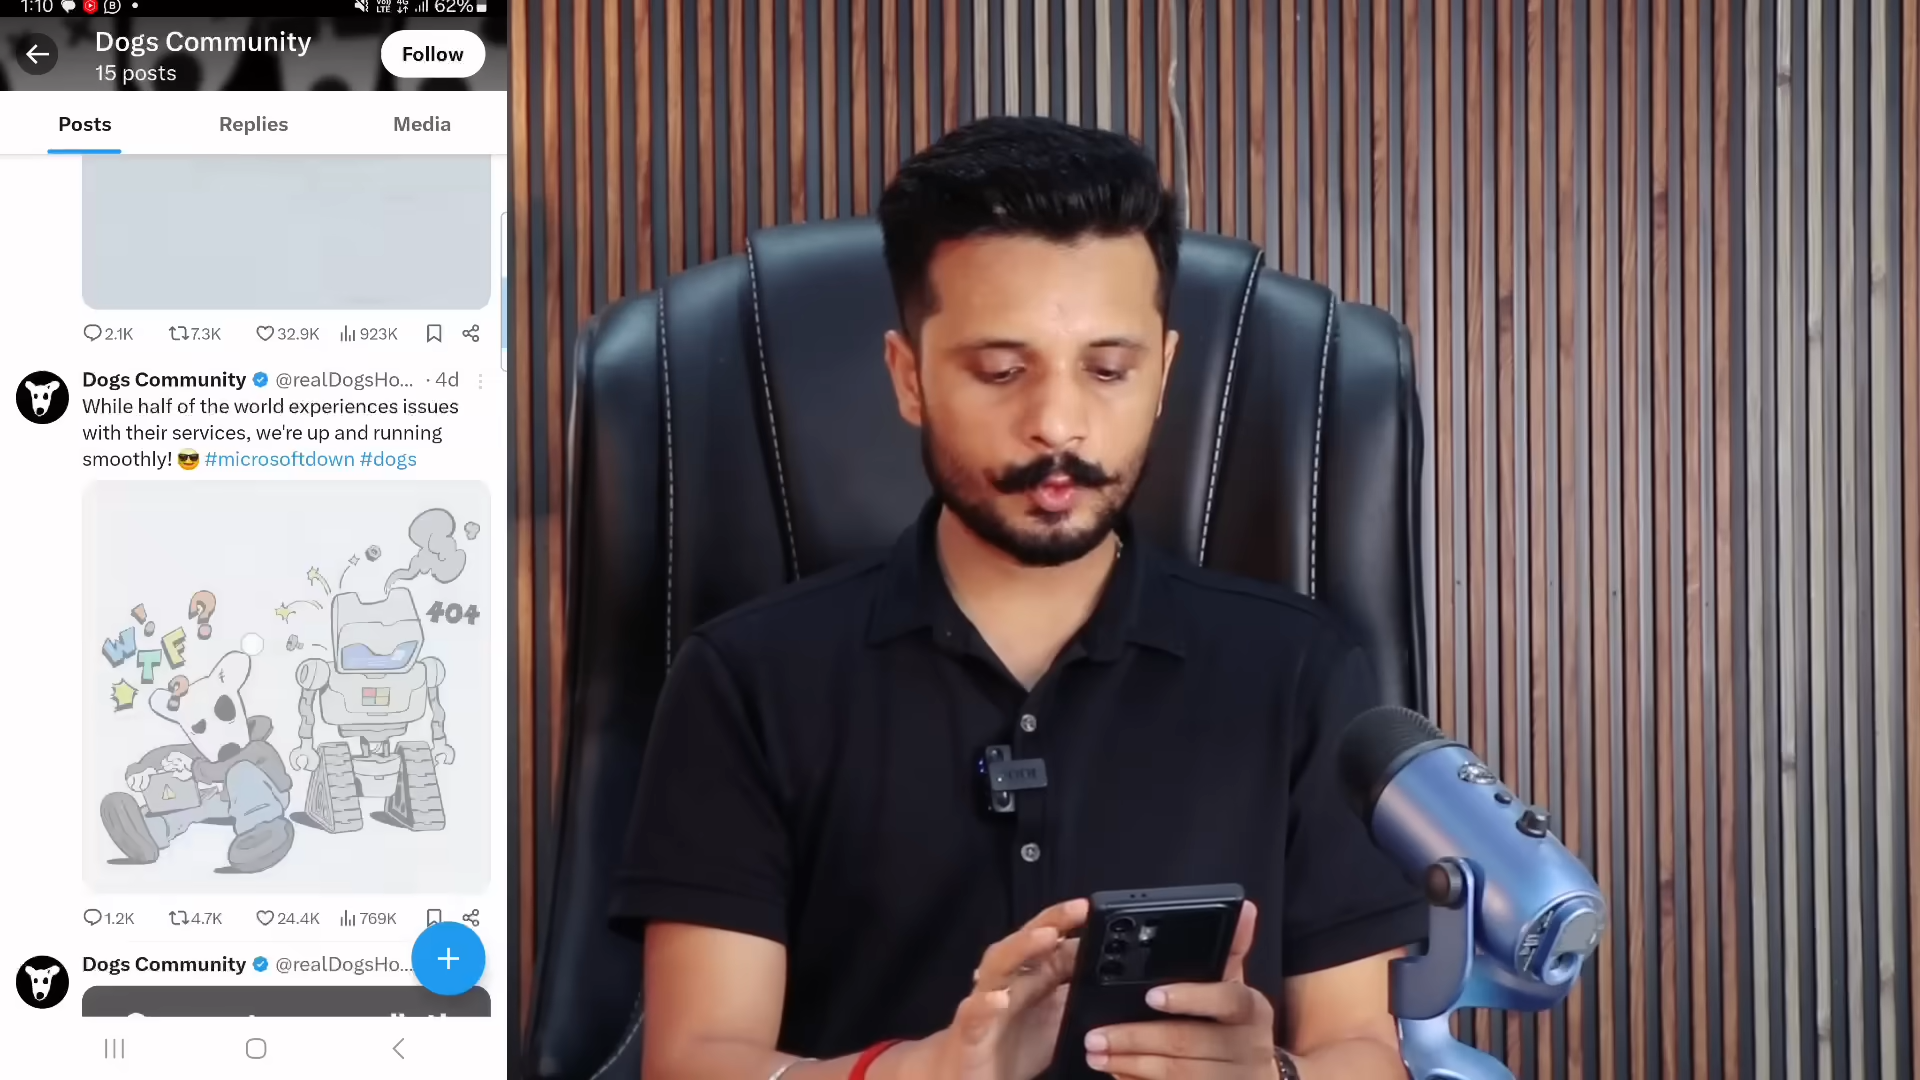 1:10
62%
Dogs Community
15 posts
Follow
Posts
Replies
Media
2.1K 7.3K 32.9K 923K
Dogs Community @realDogsHo... · 4d
While half of the world experiences issues
with their services, we're up and running
smoothly! 😎 #microsoftdown #dogs
404
W!?
TF?
1.2K 4.7K 24.4K 769K
Dogs Community @realDogsHo...